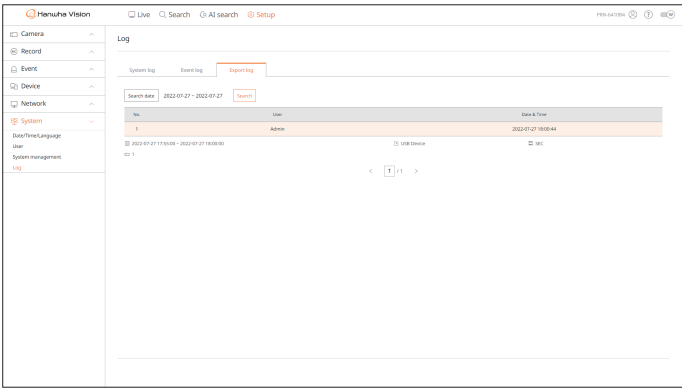 Hanwha Vision
Live Search AI search Setup
PRN-6410B4
Camera
Record
Event
Device
Network
System
Date/Time/Language
User
System management
Log
Log
System log Event log Export log
Search date 2022-07-27 ~ 2022-07-27 Search
No. User Date & Time
1 Admin 2022-07-27 18:00:44
2022-07-27 17:55:00 ~ 2022-07-27 18:00:00 USB Device SEC
1
< 1 / 1 >